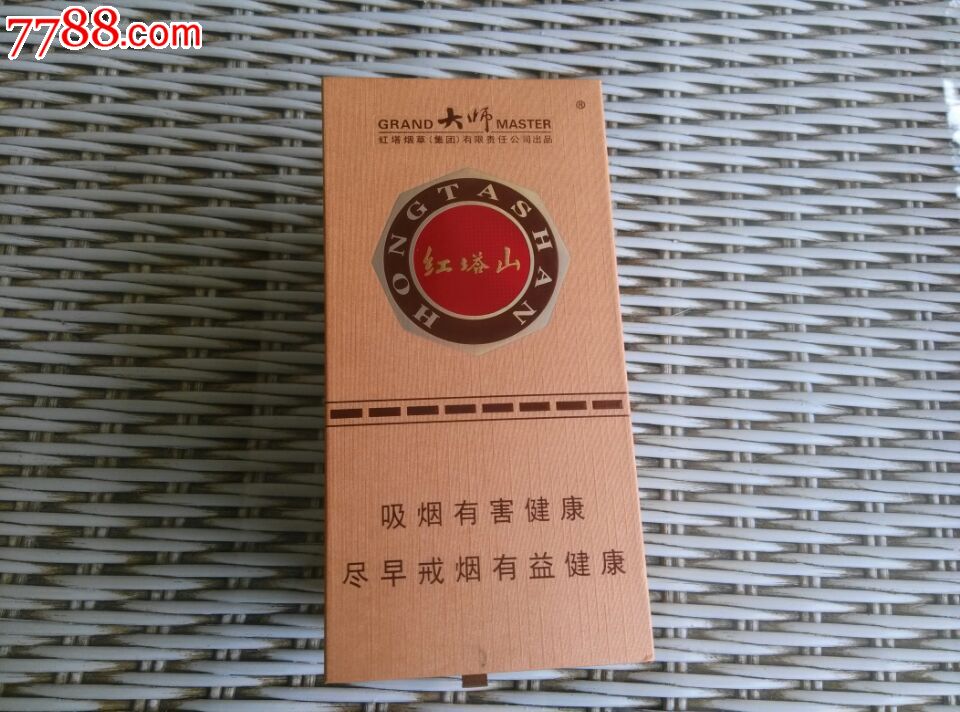 7788.com
®
GRAND 大师 MASTER
红塔烟草(集团)有限责任公司出品
HONGTASHAN
红塔山
吸烟有害健康
尽早戒烟有益健康